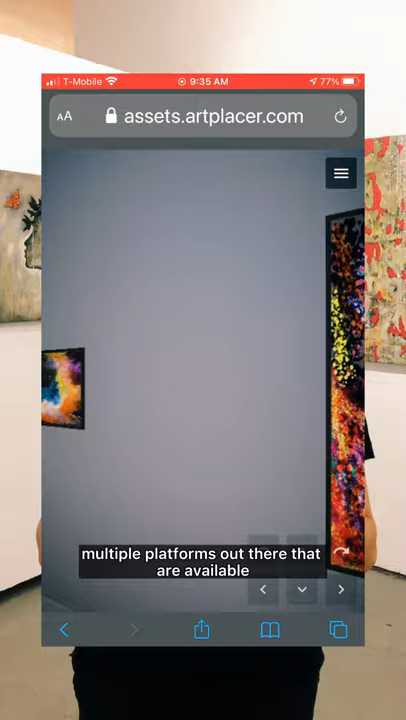 T-Mobile 9:35 AM 77%
AA assets.artplacer.com
multiple platforms out there that
are available